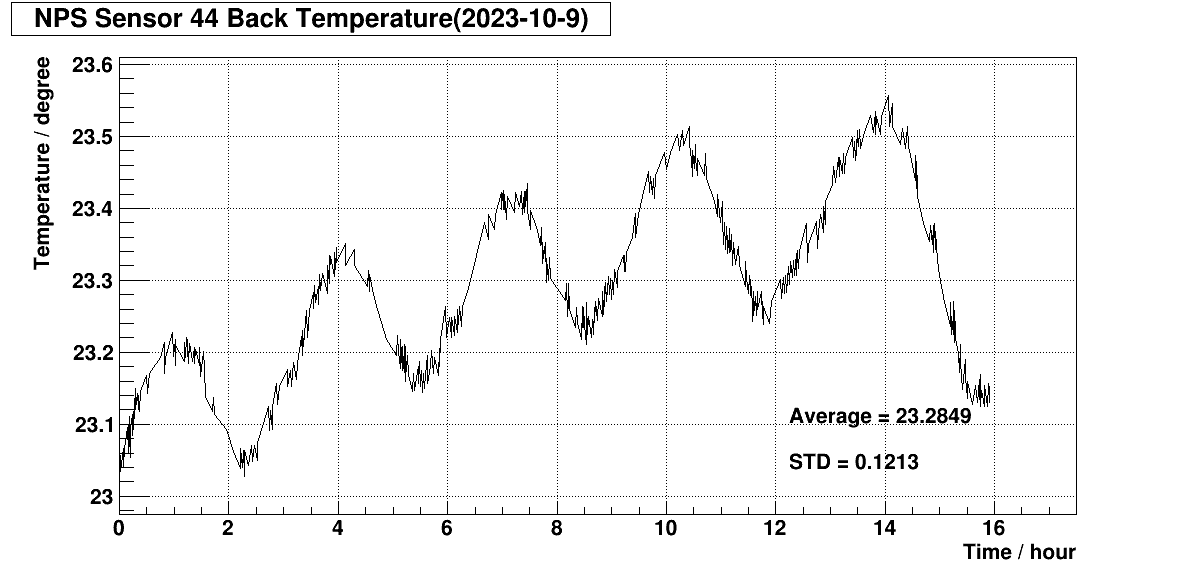 NPS Sensor 44 Back Temperature(2023-10-9)
Temperature / degree
23.6
23.5
23.4
23.3
23.2
23.1
23
Average = 23.2849
STD = 0.1213
0 2 4 6 8 10 12 14 16
Time / hour